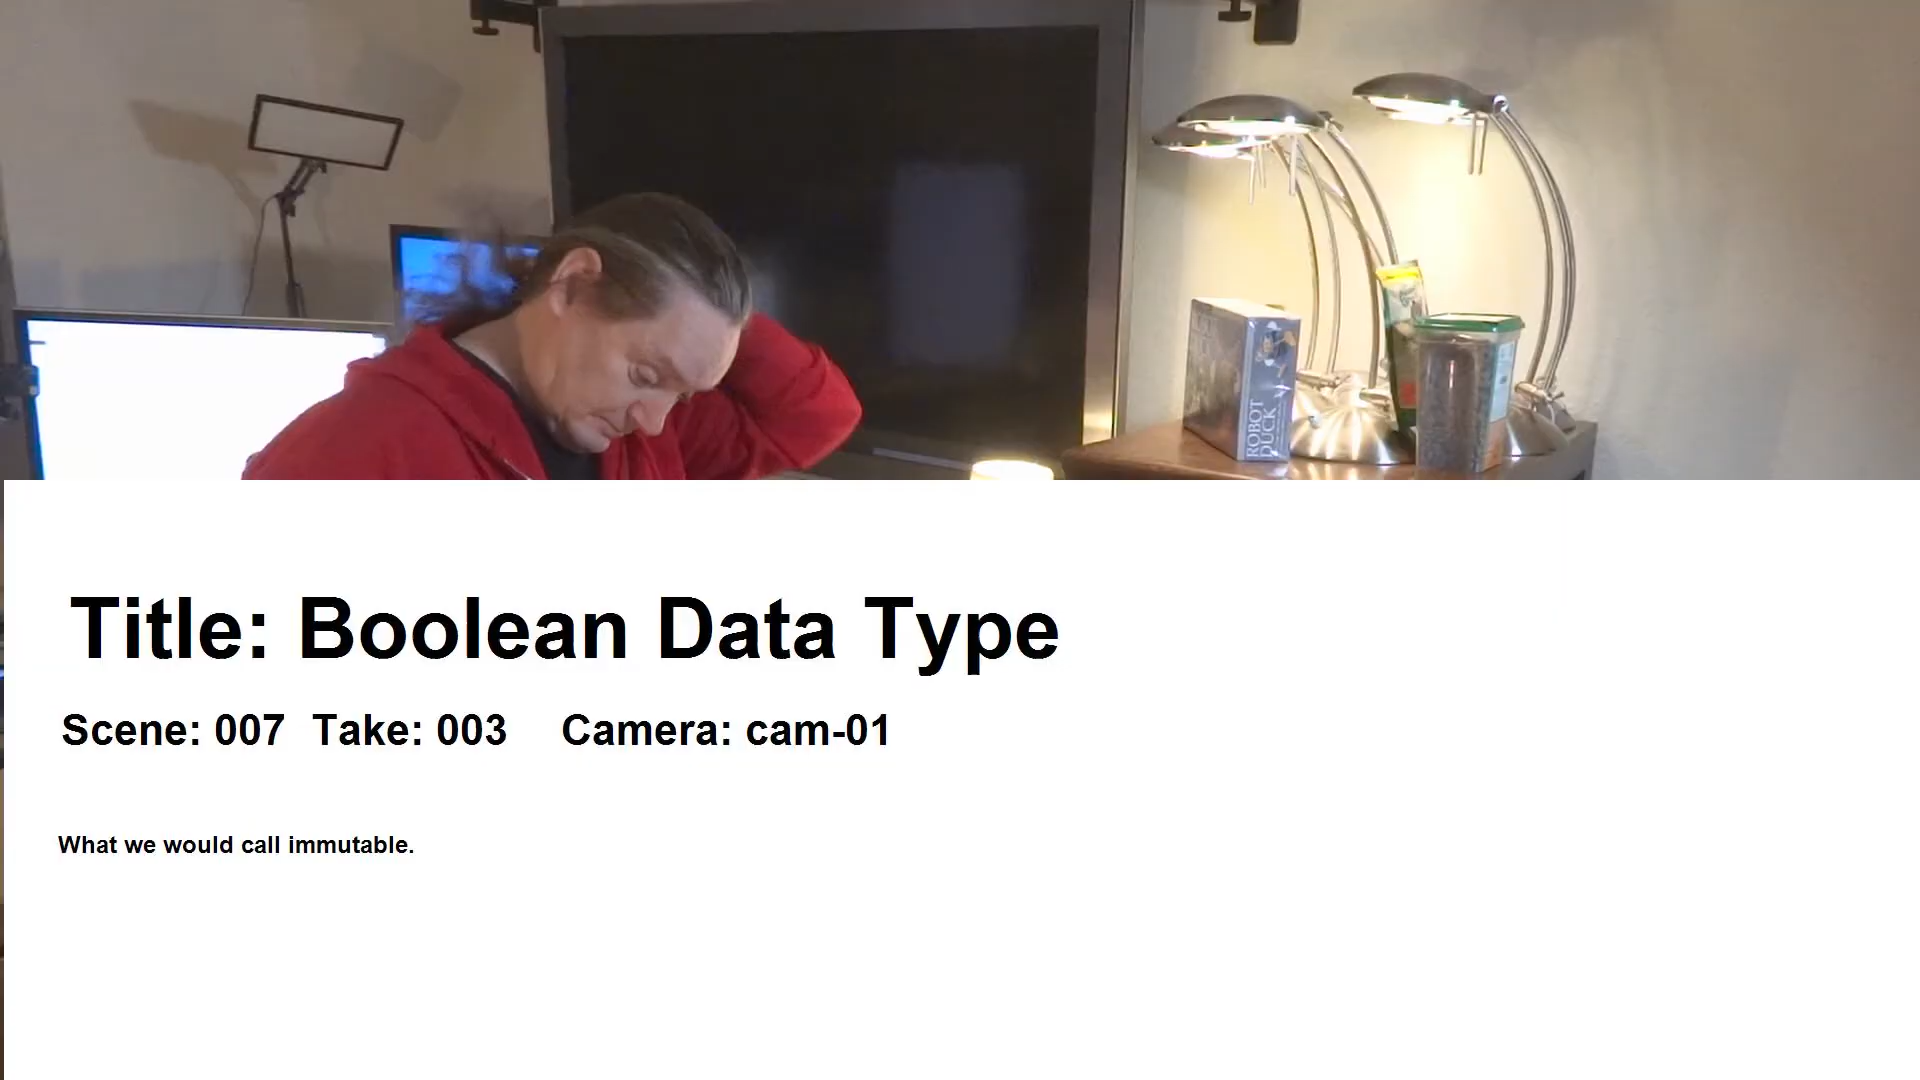 ROBOT
DUCK
Title: Boolean Data Type
Scene: 007 Take: 003 Camera: cam-01
What we would call immutable.